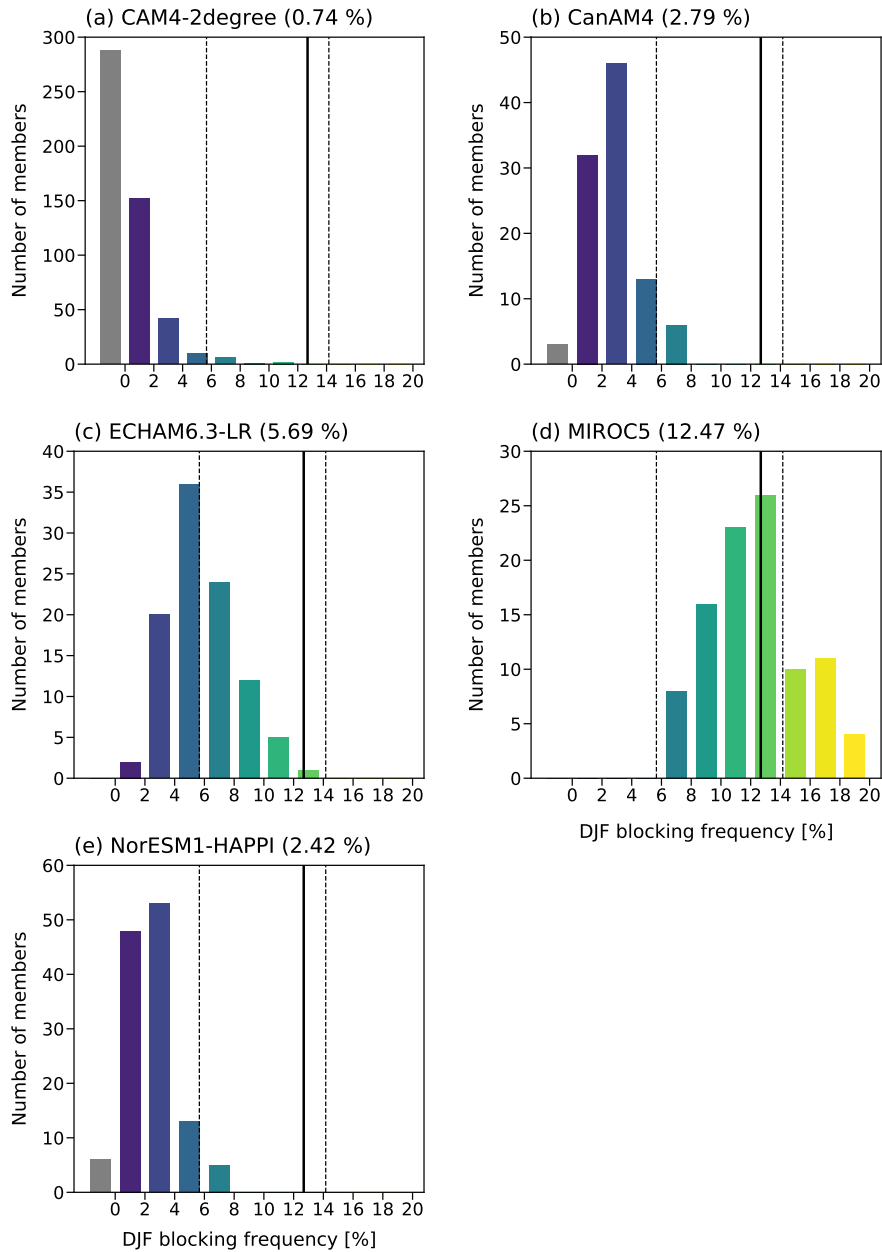 (a) CAM4-2degree (0.74 %)
Number of members
300
250
200
150
100
50
0
0 2 4 6 8 10 12 14 16 18 20
(b) CanAM4 (2.79 %)
Number of members
50
40
30
20
10
0
0 2 4 6 8 10 12 14 16 18 20
(c) ECHAM6.3-LR (5.69 %)
Number of members
40
35
30
25
20
15
10
5
0
0 2 4 6 8 10 12 14 16 18 20
(d) MIROC5 (12.47 %)
Number of members
30
25
20
15
10
5
0
0 2 4 6 8 10 12 14 16 18 20
DJF blocking frequency [%]
(e) NorESM1-HAPPI (2.42 %)
Number of members
60
50
40
30
20
10
0
0 2 4 6 8 10 12 14 16 18 20
DJF blocking frequency [%]